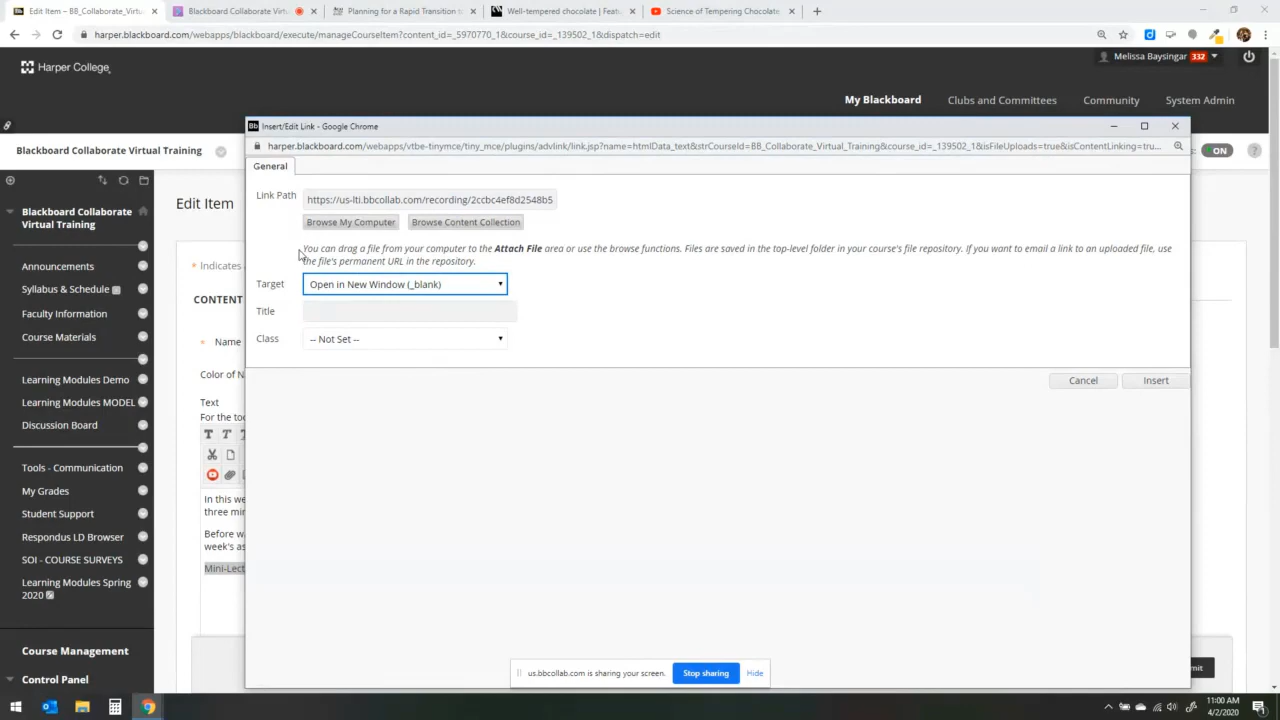 Edit Item – BB_Collaborate_Virtu
Blackboard Collaborate Virtu
Planning for a Rapid Transition to
Well-tempered chocolate | Feat
Science of Tempering Chocolate
harper.blackboard.com/webapps/blackboard/execute/manageCourseItem?content_id=_5970770_1&course_id=_139502_1&dispatch=edit
Harper College
Melissa Baysingar 332
My Blackboard
Clubs and Committees
Community
System Admin
Insert/Edit Link - Google Chrome
harper.blackboard.com/webapps/vtbe-tinymce/tiny_mce/plugins/advlink/link.jsp?name=htmlData_text&strCourseId=BB_Collaborate_Virtual_Training&course_id=_139502_1&isFileUploads=true&isContentLinking=tru...
Blackboard Collaborate Virtual Training
ON
?
General
Link Path
https://us-lti.bbcollab.com/recording/2ccbc4ef8d2548b5
Browse My Computer
Browse Content Collection
You can drag a file from your computer to the Attach File area or use the browse functions. Files are saved in the top-level folder in your course's file repository. If you want to email a link to an uploaded file, use
the file's permanent URL in the repository.
Target
Open in New Window (_blank)
Title
Class
-- Not Set --
Cancel
Insert
Blackboard Collaborate
Virtual Training
Announcements
Syllabus & Schedule
Faculty Information
Course Materials
Learning Modules Demo
Learning Modules MODEL
Discussion Board
Tools - Communication
My Grades
Student Support
Respondus LD Browser
SOI - COURSE SURVEYS
Learning Modules Spring
2020
Course Management
Control Panel
Edit Item
* Indicates
CONTENT
* Name
Color of N
Text
For the too
In this we
three min
Before w
week's as
Mini-Lect
mit
us.bbcollab.com is sharing your screen.
Stop sharing
Hide
11:00 AM
4/2/2020